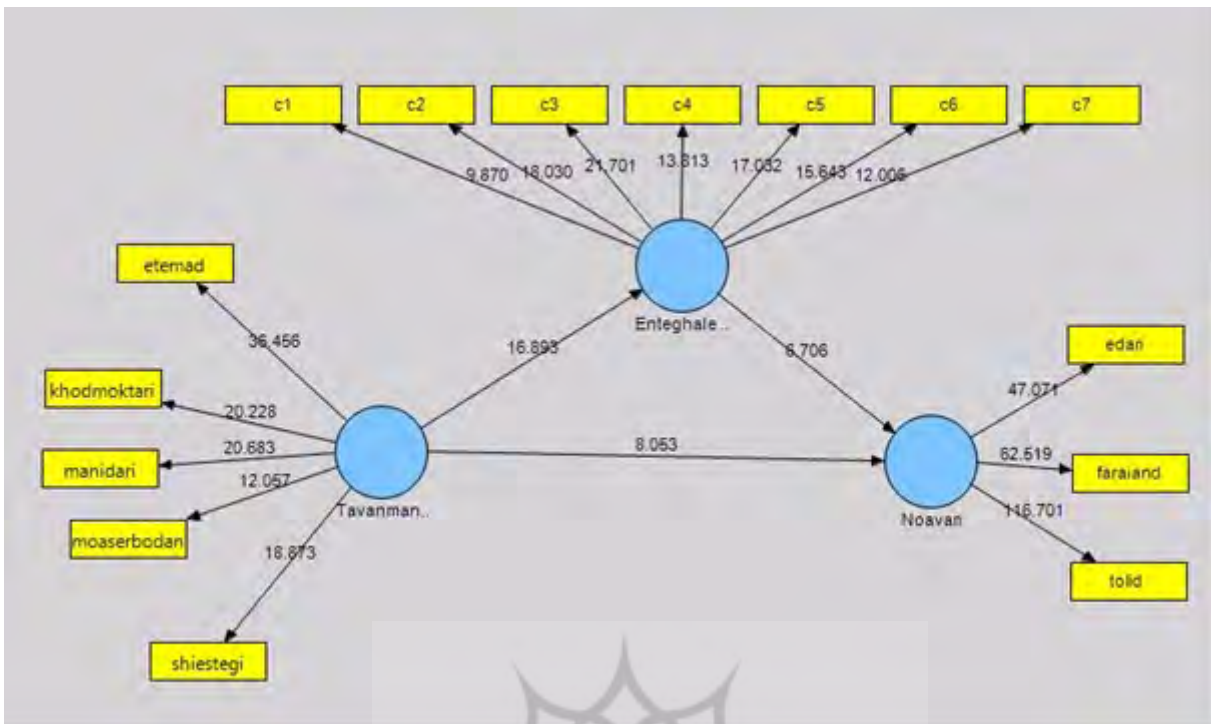 c1 c2 c3 c4 c5 c6 c7
9.870 18.030 21.701 13.813 17.032 15.643 12.006
etemad
Enteghale..
36.456
16.893
6.706
edari
khodmoktari
20.228
47.071
manidari
20.683
8.053
62.519
faraiand
12.057
moaserbodan
Tavanman..
Noavari
116.701
18.873
tolid
shiestegi